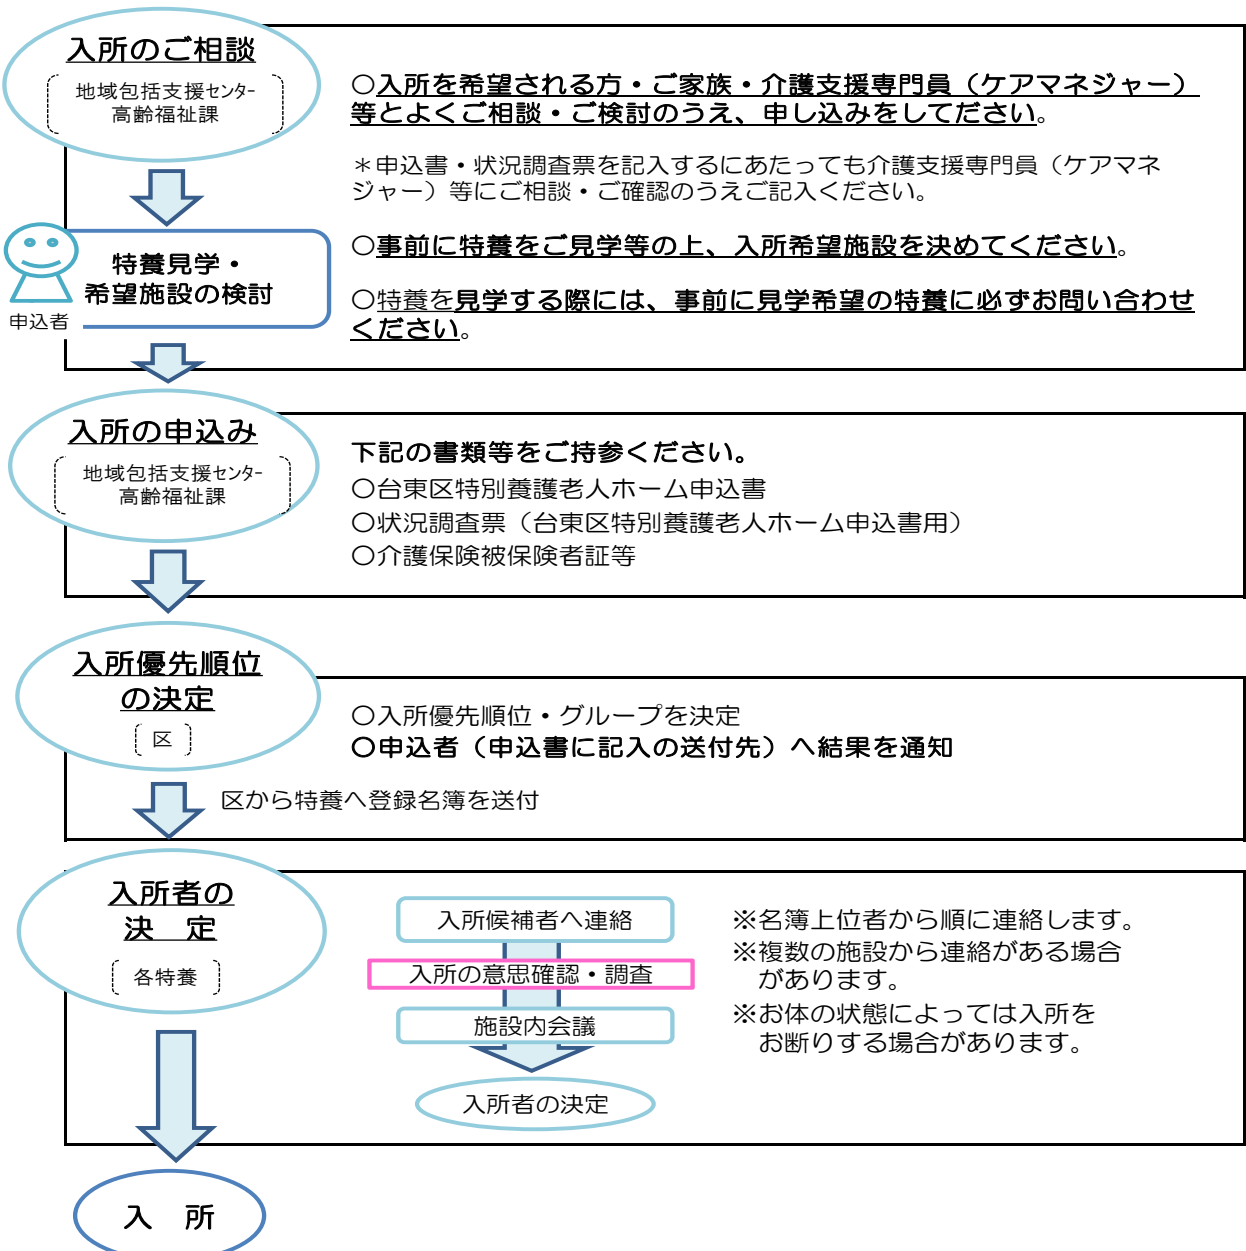 入所のご相談
地域包括支援センター
高齢福祉課
○入所を希望される方・ご家族・介護支援専門員（ケアマネジャー）
等とよくご相談・ご検討のうえ、申し込みをしてださい。
＊申込書・状況調査票を記入するにあたっても介護支援専門員（ケアマネ
ジャー）等にご相談・ご確認のうえご記入ください。
特養見学・
希望施設の検討
申込者
○事前に特養をご見学等の上、入所希望施設を決めてください。
○特養を見学する際には、事前に見学希望の特養に必ずお問い合わせ
ください。
入所の申込み
地域包括支援センター
高齢福祉課
下記の書類等をご持参ください。
○台東区特別養護老人ホーム申込書
○状況調査票（台東区特別養護老人ホーム申込書用）
○介護保険被保険者証等
入所優先順位
の決定
区
○入所優先順位・グループを決定
○申込者（申込書に記入の送付先）へ結果を通知
区から特養へ登録名簿を送付
入所者の
決　定
各特養
入所候補者へ連絡
入所の意思確認・調査
施設内会議
入所者の決定
※名簿上位者から順に連絡します。
※複数の施設から連絡がある場合
があります。
※お体の状態によっては入所を
お断りする場合があります。
入　所